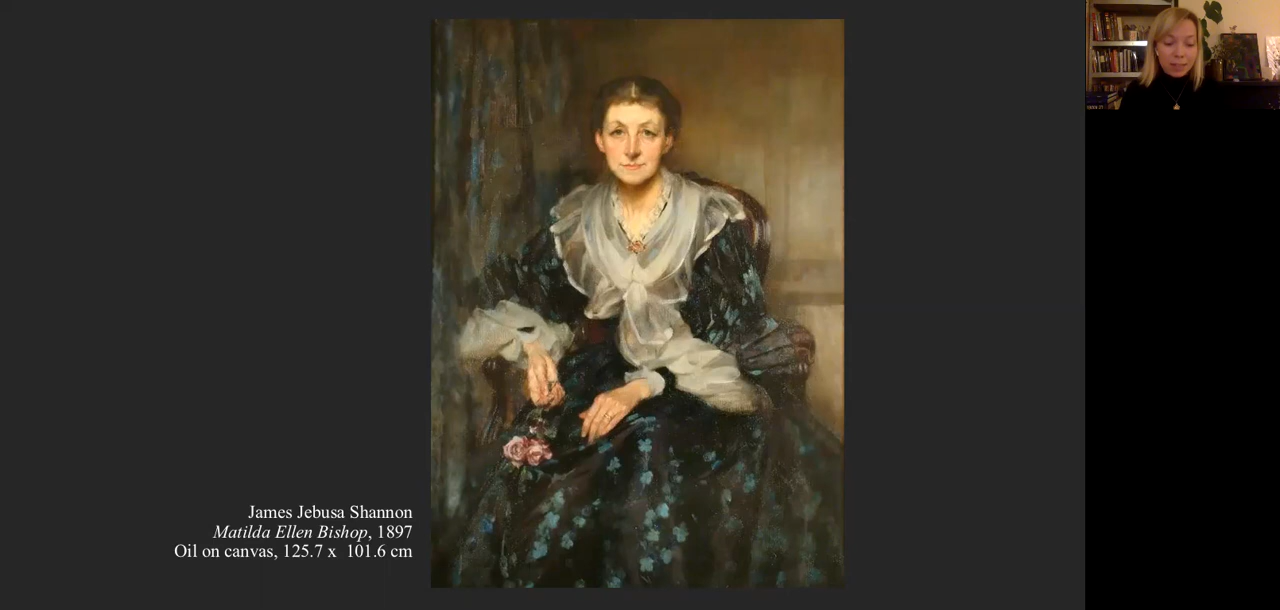 James Jebusa Shannon
Matilda Ellen Bishop, 1897
Oil on canvas, 125.7 x  101.6 cm